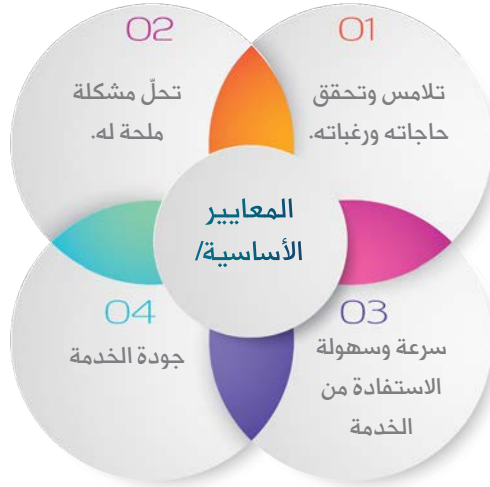 01
تلامس وتحقق
حاجاته ورغباته.
02
تحلّ مشكلة
ملحة له.
المعايير
الأساسية/
03
سرعة وسهولة
الاستفادة من
الخدمة
04
جودة الخدمة